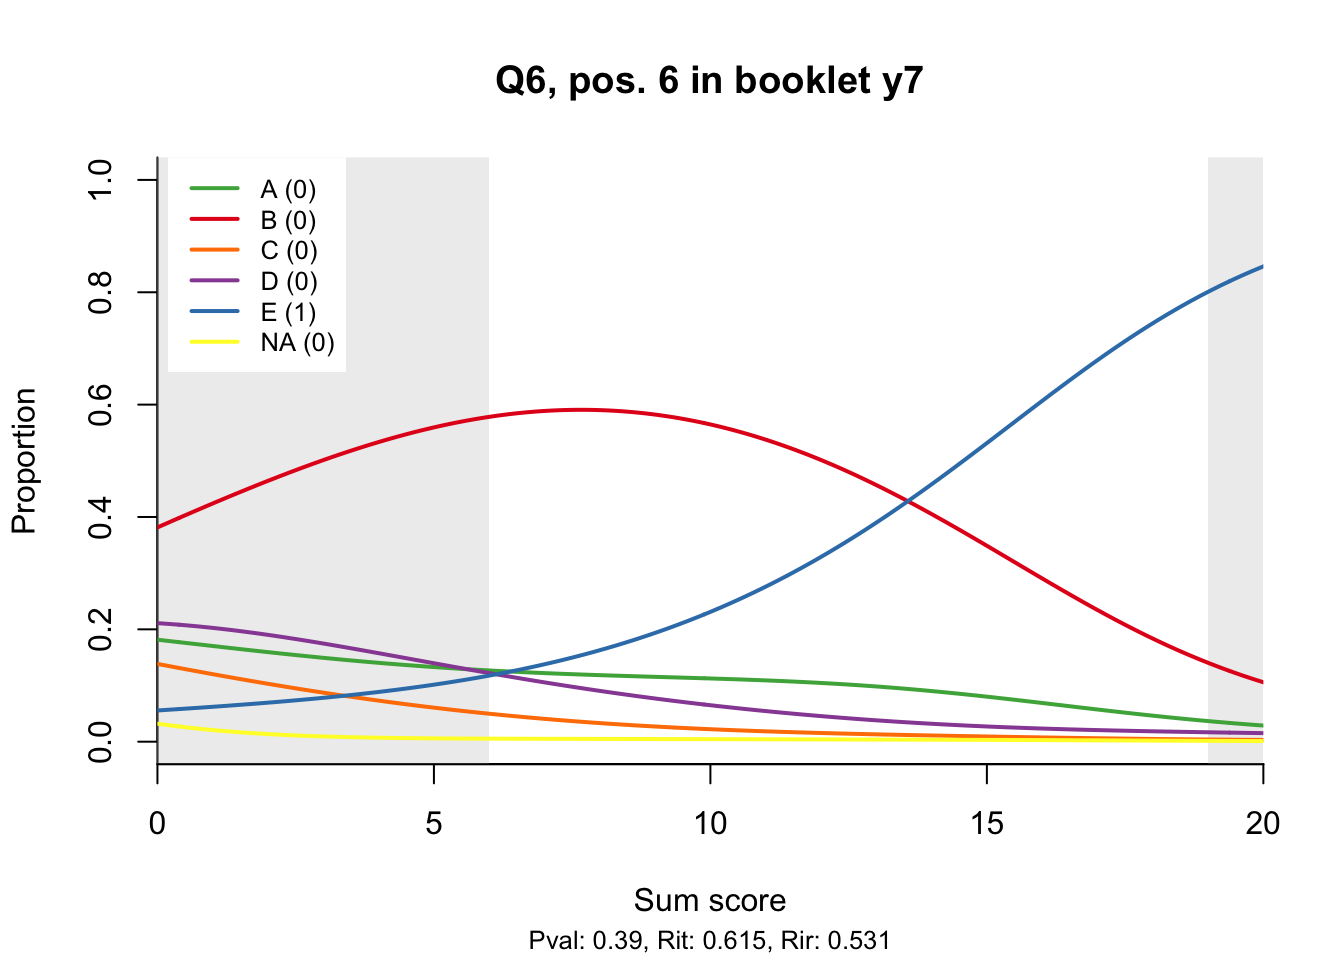 Q6, pos. 6 in booklet y7
A (0)
B (0)
C (0)
D (0)
E (1)
NA (0)
Proportion
1.0
0.8
0.6
0.4
0.2
0.0
0 5 10 15 20
Sum score
Pval: 0.39, Rit: 0.615, Rir: 0.531